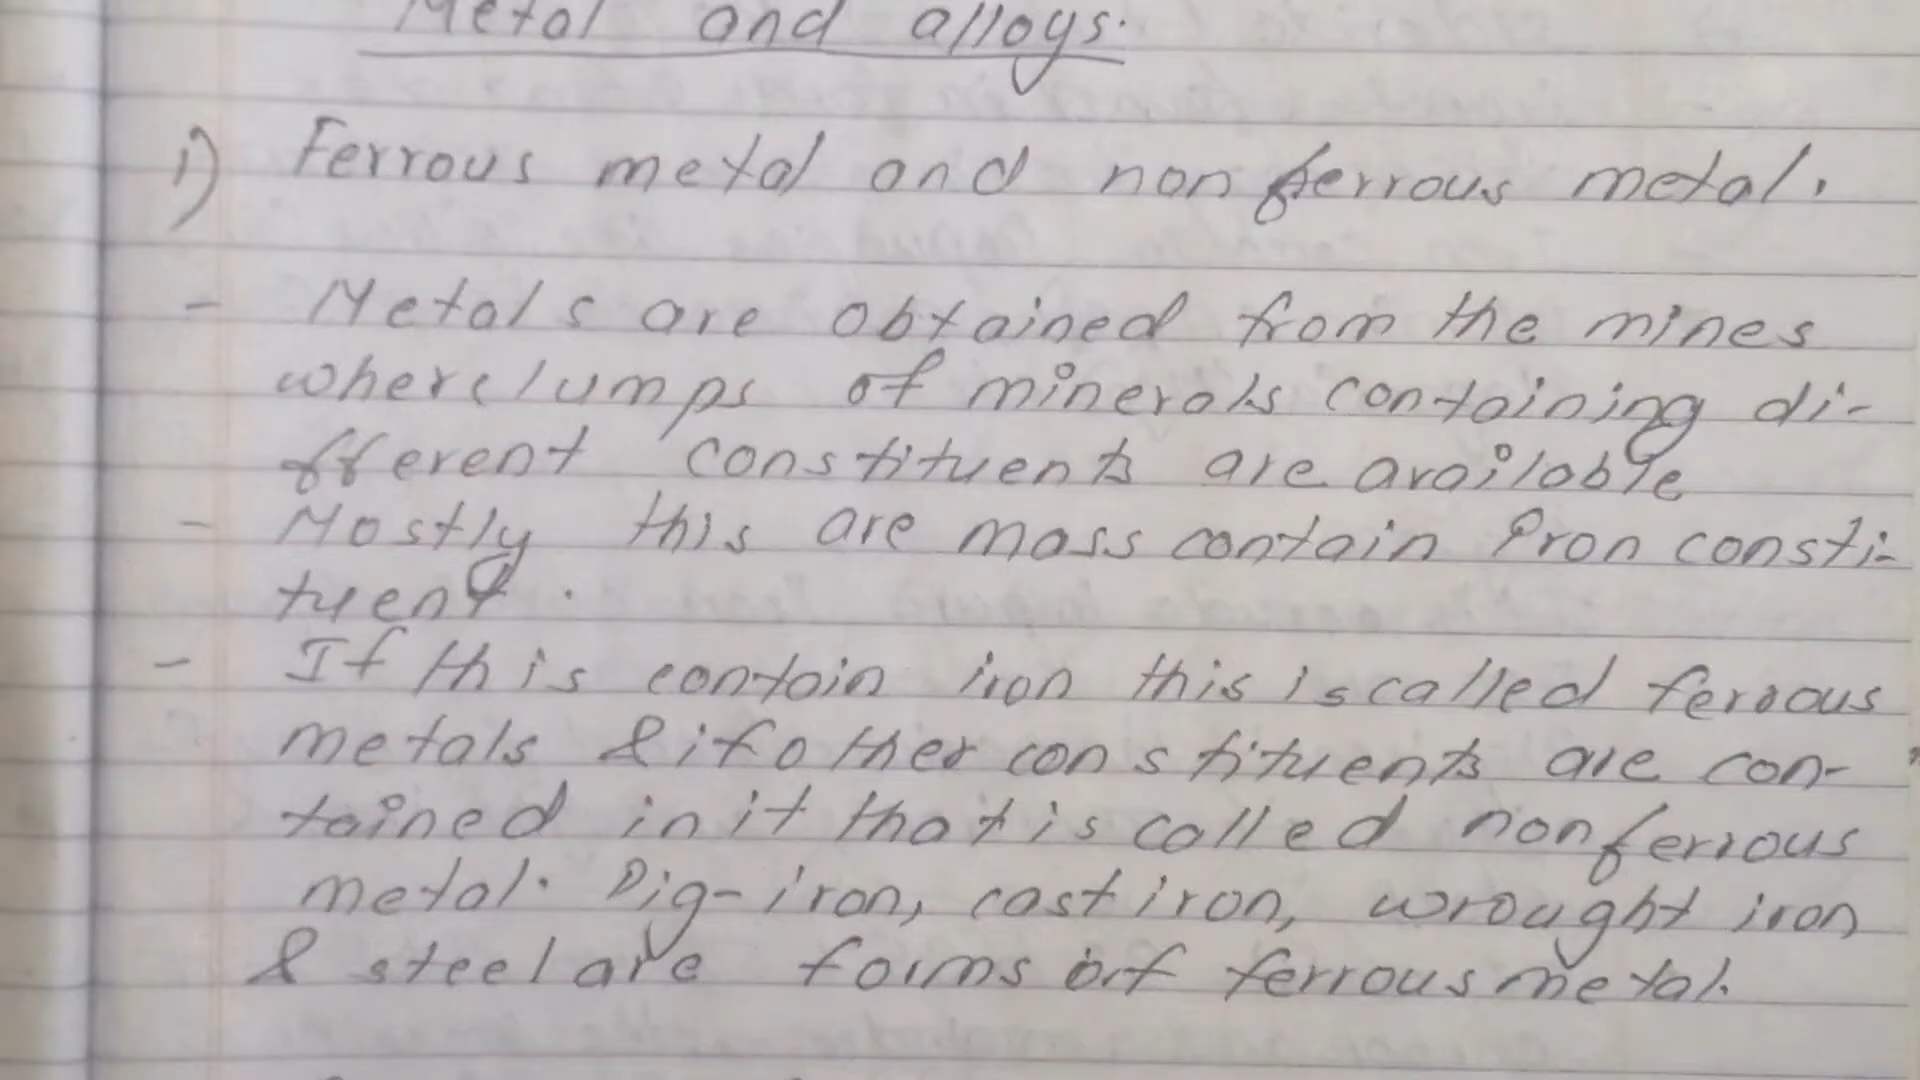 Metal and alloys.
i) Ferrous metal and non ferrous metal.
- Metals are obtained from the mines
where lumps of minerals containing di-
fferent constituents are available
- Mostly this are mass contain iron consti-
tuent.
- If this contain iron this is called ferrous
metals & if other constituents are con-
tained in it that is called non ferrous
metal. Pig-iron, cast iron, wrought iron
& steel are forms of ferrous metal.